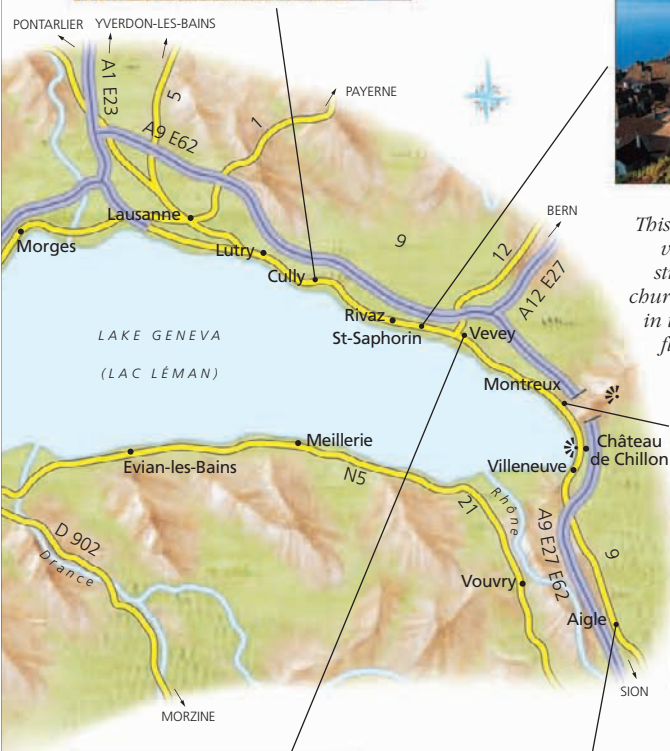 PONTARLIER
YVERDON-LES-BAINS
A1 E23
5
PAYERNE
1
A9 E62
BERN
Lausanne
Morges
Lutry
9
12
A12 E27
Cully
Rivaz
St-Saphorin
Vevey
LAKE GENEVA
(LAC LÉMAN)
Montreux
Château
de Chillon
Meillerie
Evian-les-Bains
Villeneuve
N5
21
Rhône
A9 E27 E62
9
D 902
Drance
Vouvry
Aigle
SION
MORZINE
This
v
st
chur
in t
fl